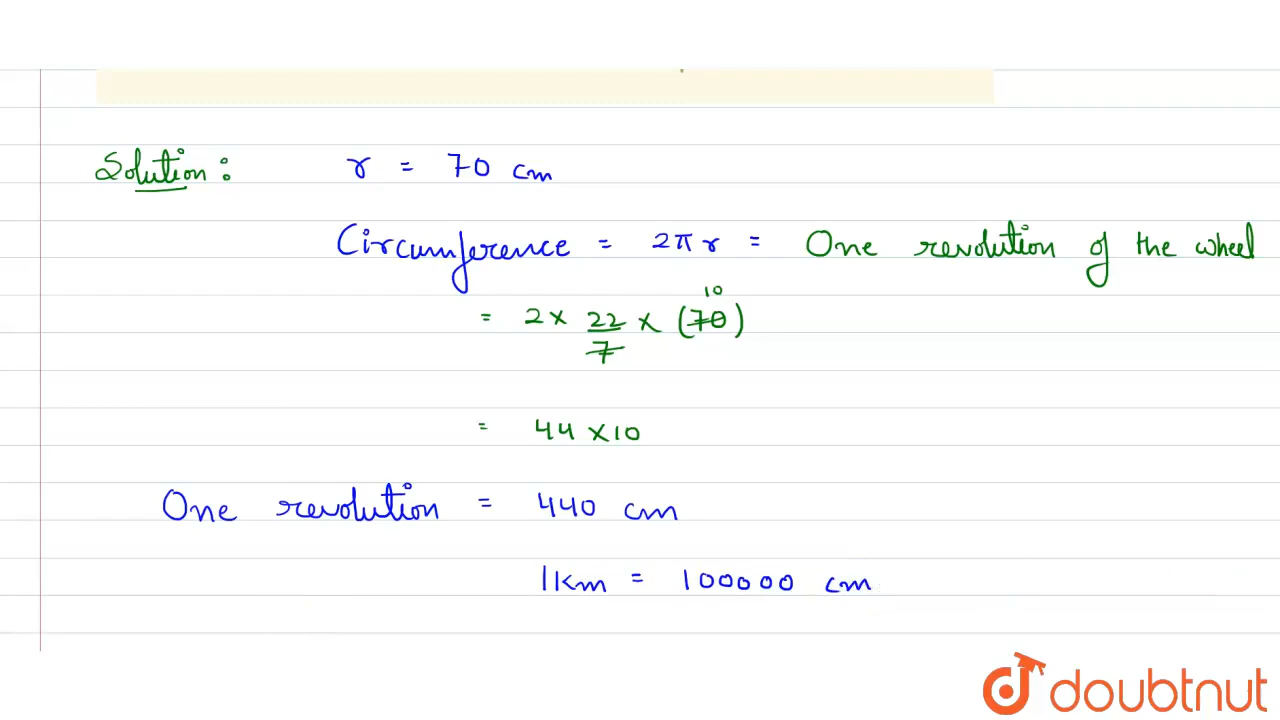 Solution: r = 70 cm
Circumference = 2πr = One revolution of the wheel
10
= 2 × 22/7 × (70)
= 44 × 10
One revolution = 440 cm
1km = 100000 cm
doubtnut